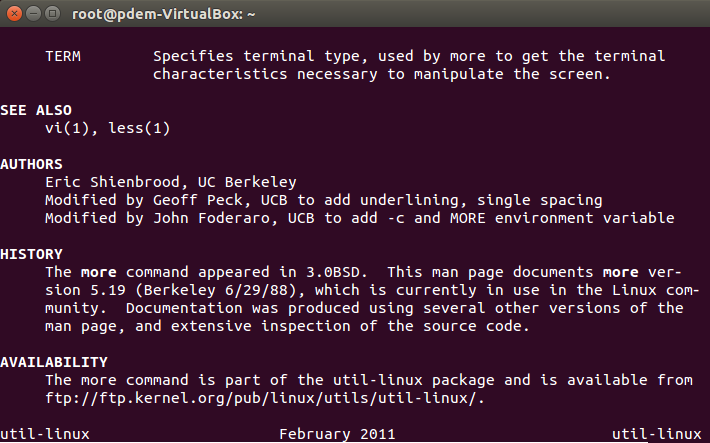 root@pdem-VirtualBox: ~
TERM Specifies terminal type, used by more to get the terminal
characteristics necessary to manipulate the screen.
SEE ALSO
vi(1), less(1)
AUTHORS
Eric Shienbrood, UC Berkeley
Modified by Geoff Peck, UCB to add underlining, single spacing
Modified by John Foderaro, UCB to add -c and MORE environment variable
HISTORY
The more command appeared in 3.0BSD. This man page documents more ver‐
sion 5.19 (Berkeley 6/29/88), which is currently in use in the Linux com‐
munity. Documentation was produced using several other versions of the
man page, and extensive inspection of the source code.
AVAILABILITY
The more command is part of the util-linux package and is available from
ftp://ftp.kernel.org/pub/linux/utils/util-linux/.
util-linux February 2011 util-linux